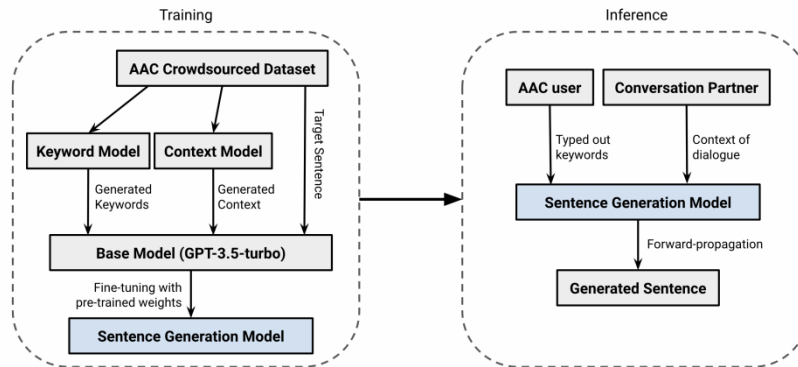 Training
AAC Crowdsourced Dataset
Target Sentence
Keyword Model
Context Model
Generated
Keywords
Generated
Context
Base Model (GPT-3.5-turbo)
Fine-tuning with
pre-trained weights
Sentence Generation Model
Inference
AAC user
Conversation Partner
Typed out
keywords
Context of
dialogue
Sentence Generation Model
Forward-propagation
Generated Sentence